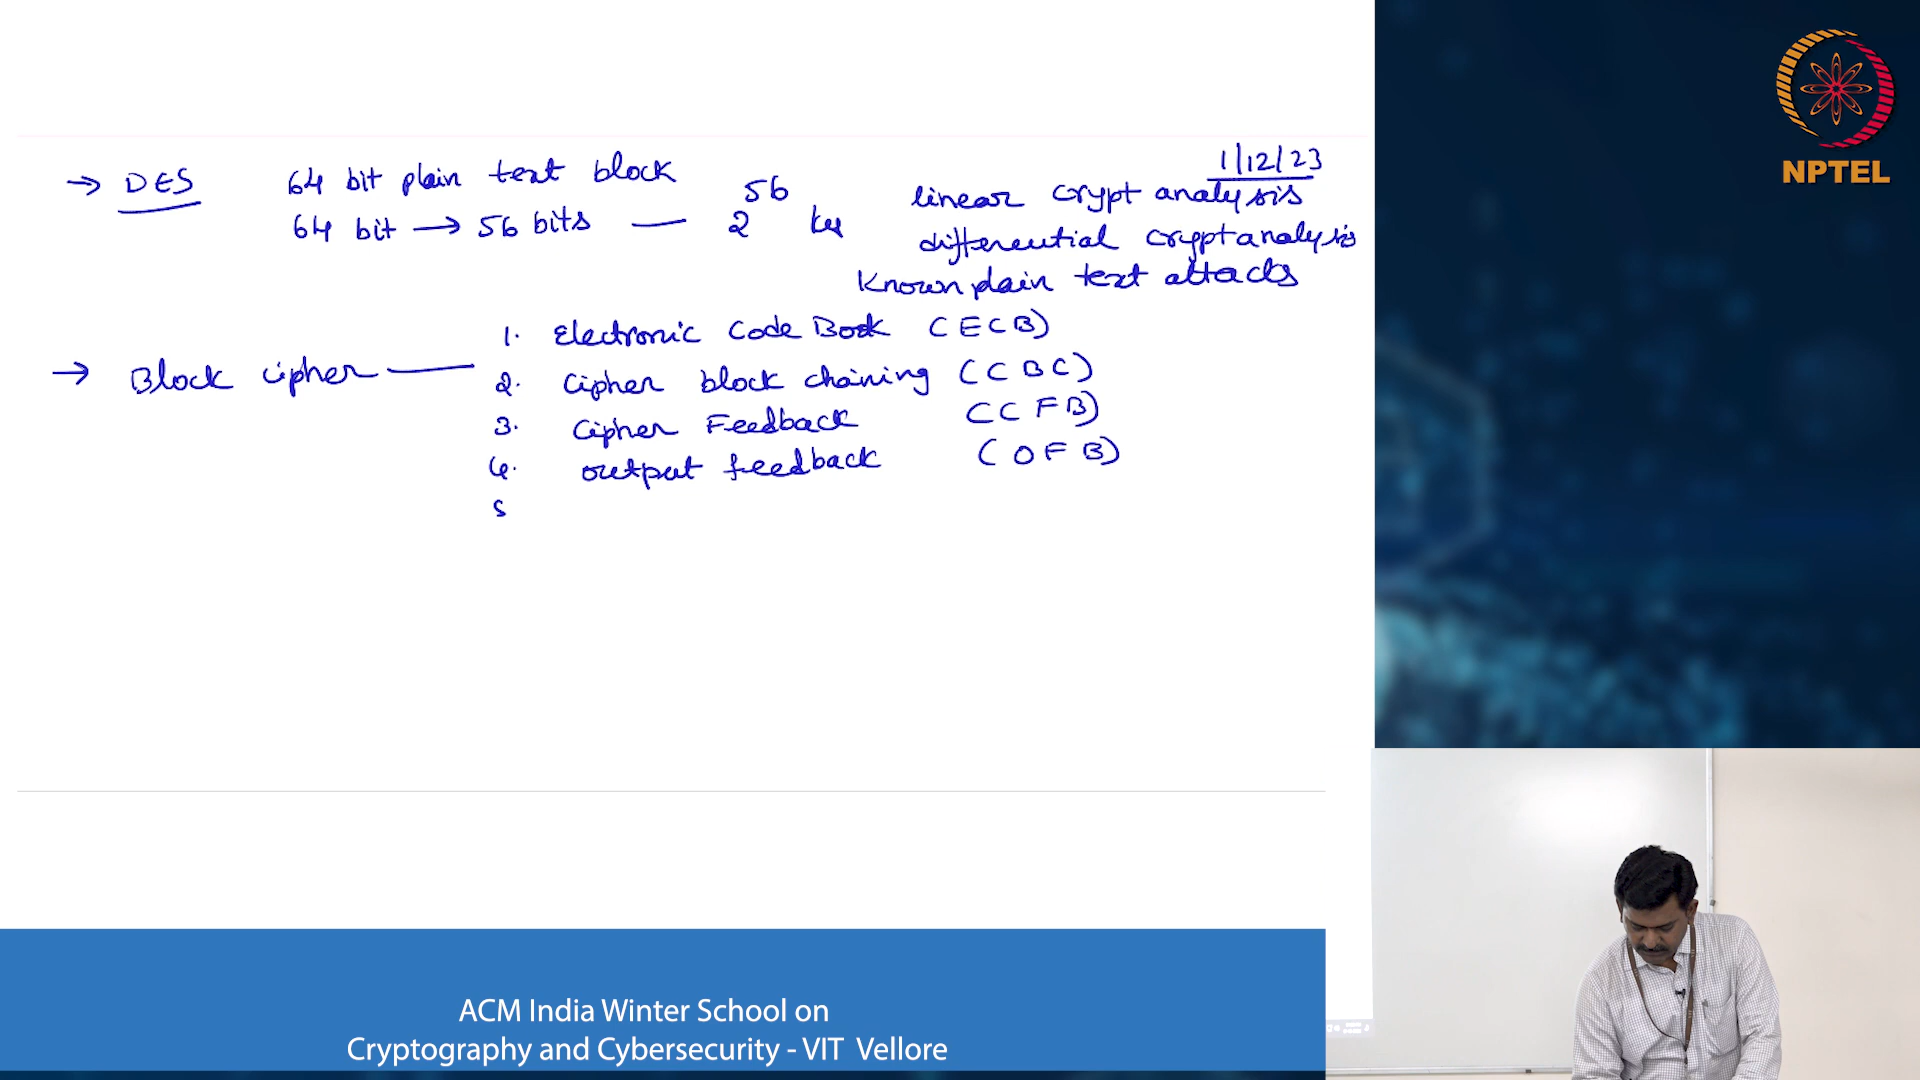 1/12/23
→ DES 64 bit plain text block
64 bit → 56 bits — 2^56 key
linear cryptanalysis
differential cryptanalysis
Known plain text attacks
→ Block cipher —
1. Electronic Code Book (ECB)
2. Cipher block chaining (CBC)
3. Cipher Feedback (CFB)
4. output feedback (OFB)
5
NPTEL
ACM India Winter School on
Cryptography and Cybersecurity - VIT Vellore